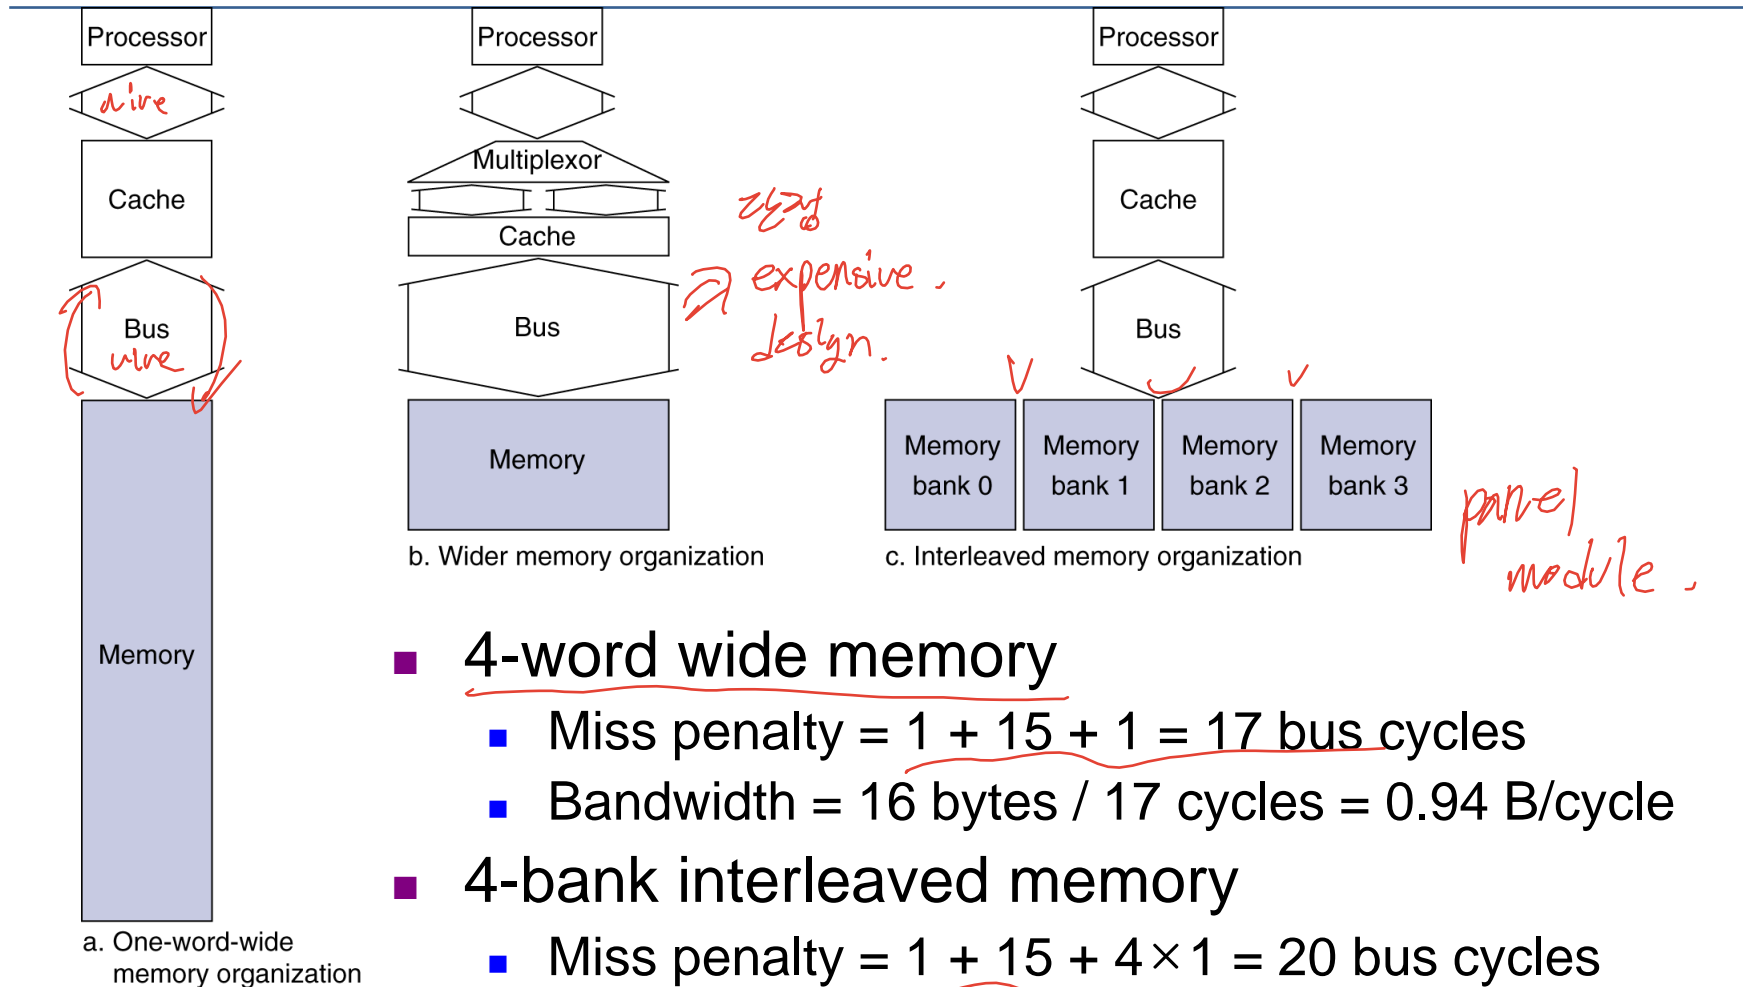 Processor
wire
Cache
Bus
wire
Memory
a. One-word-wide
memory organization
Processor
Multiplexor
Cache
Bus
Memory
b. Wider memory organization
단점
expensive.
design.
Processor
Cache
Bus
Memory
bank 0
Memory
bank 1
Memory
bank 2
Memory
bank 3
c. Interleaved memory organization
module.
4-word wide memory
Miss penalty = 1 + 15 + 1 = 17 bus cycles
Bandwidth = 16 bytes / 17 cycles = 0.94 B/cycle
4-bank interleaved memory
Miss penalty = 1 + 15 + 4×1 = 20 bus cycles